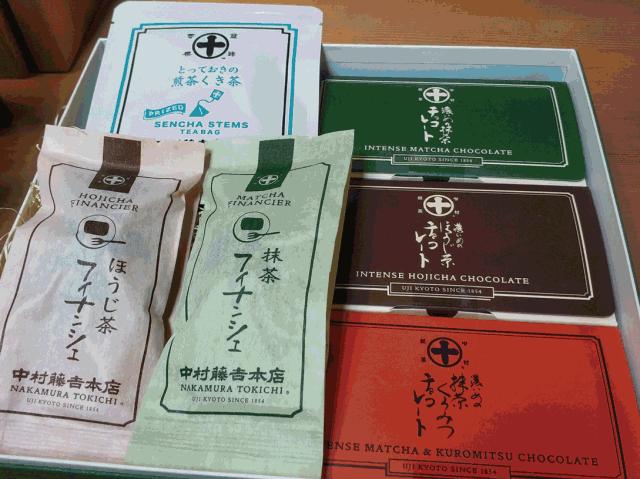 とっておきの
煎茶くき茶
PRIZED
SENCHA STEMS
TEABAG
濃いめの抹茶
チョコレート
INTENSE MATCHA CHOCOLATE
UJI KYOTO SINCE 1854
濃いめの
ほうじ茶
チョコレート
INTENSE HOJICHA CHOCOLATE
UJI KYOTO SINCE 1854
濃いめの
抹茶
くろみつ
チョコレート
ENSE MATCHA & KUROMITSU CHOCOLATE
UJI KYOTO SINCE 1854
HOJICHA
FINANCIER
ほうじ茶
フィナンシェ
中村藤吉本店
NAKAMURA TOKICHI®
UJI KYOTO SINCE 1854
MATCHA
FINANCIER
抹茶
フィナンシェ
中村藤吉本店
NAKAMURA TOKICHI®
UJI KYOTO SINCE 1854